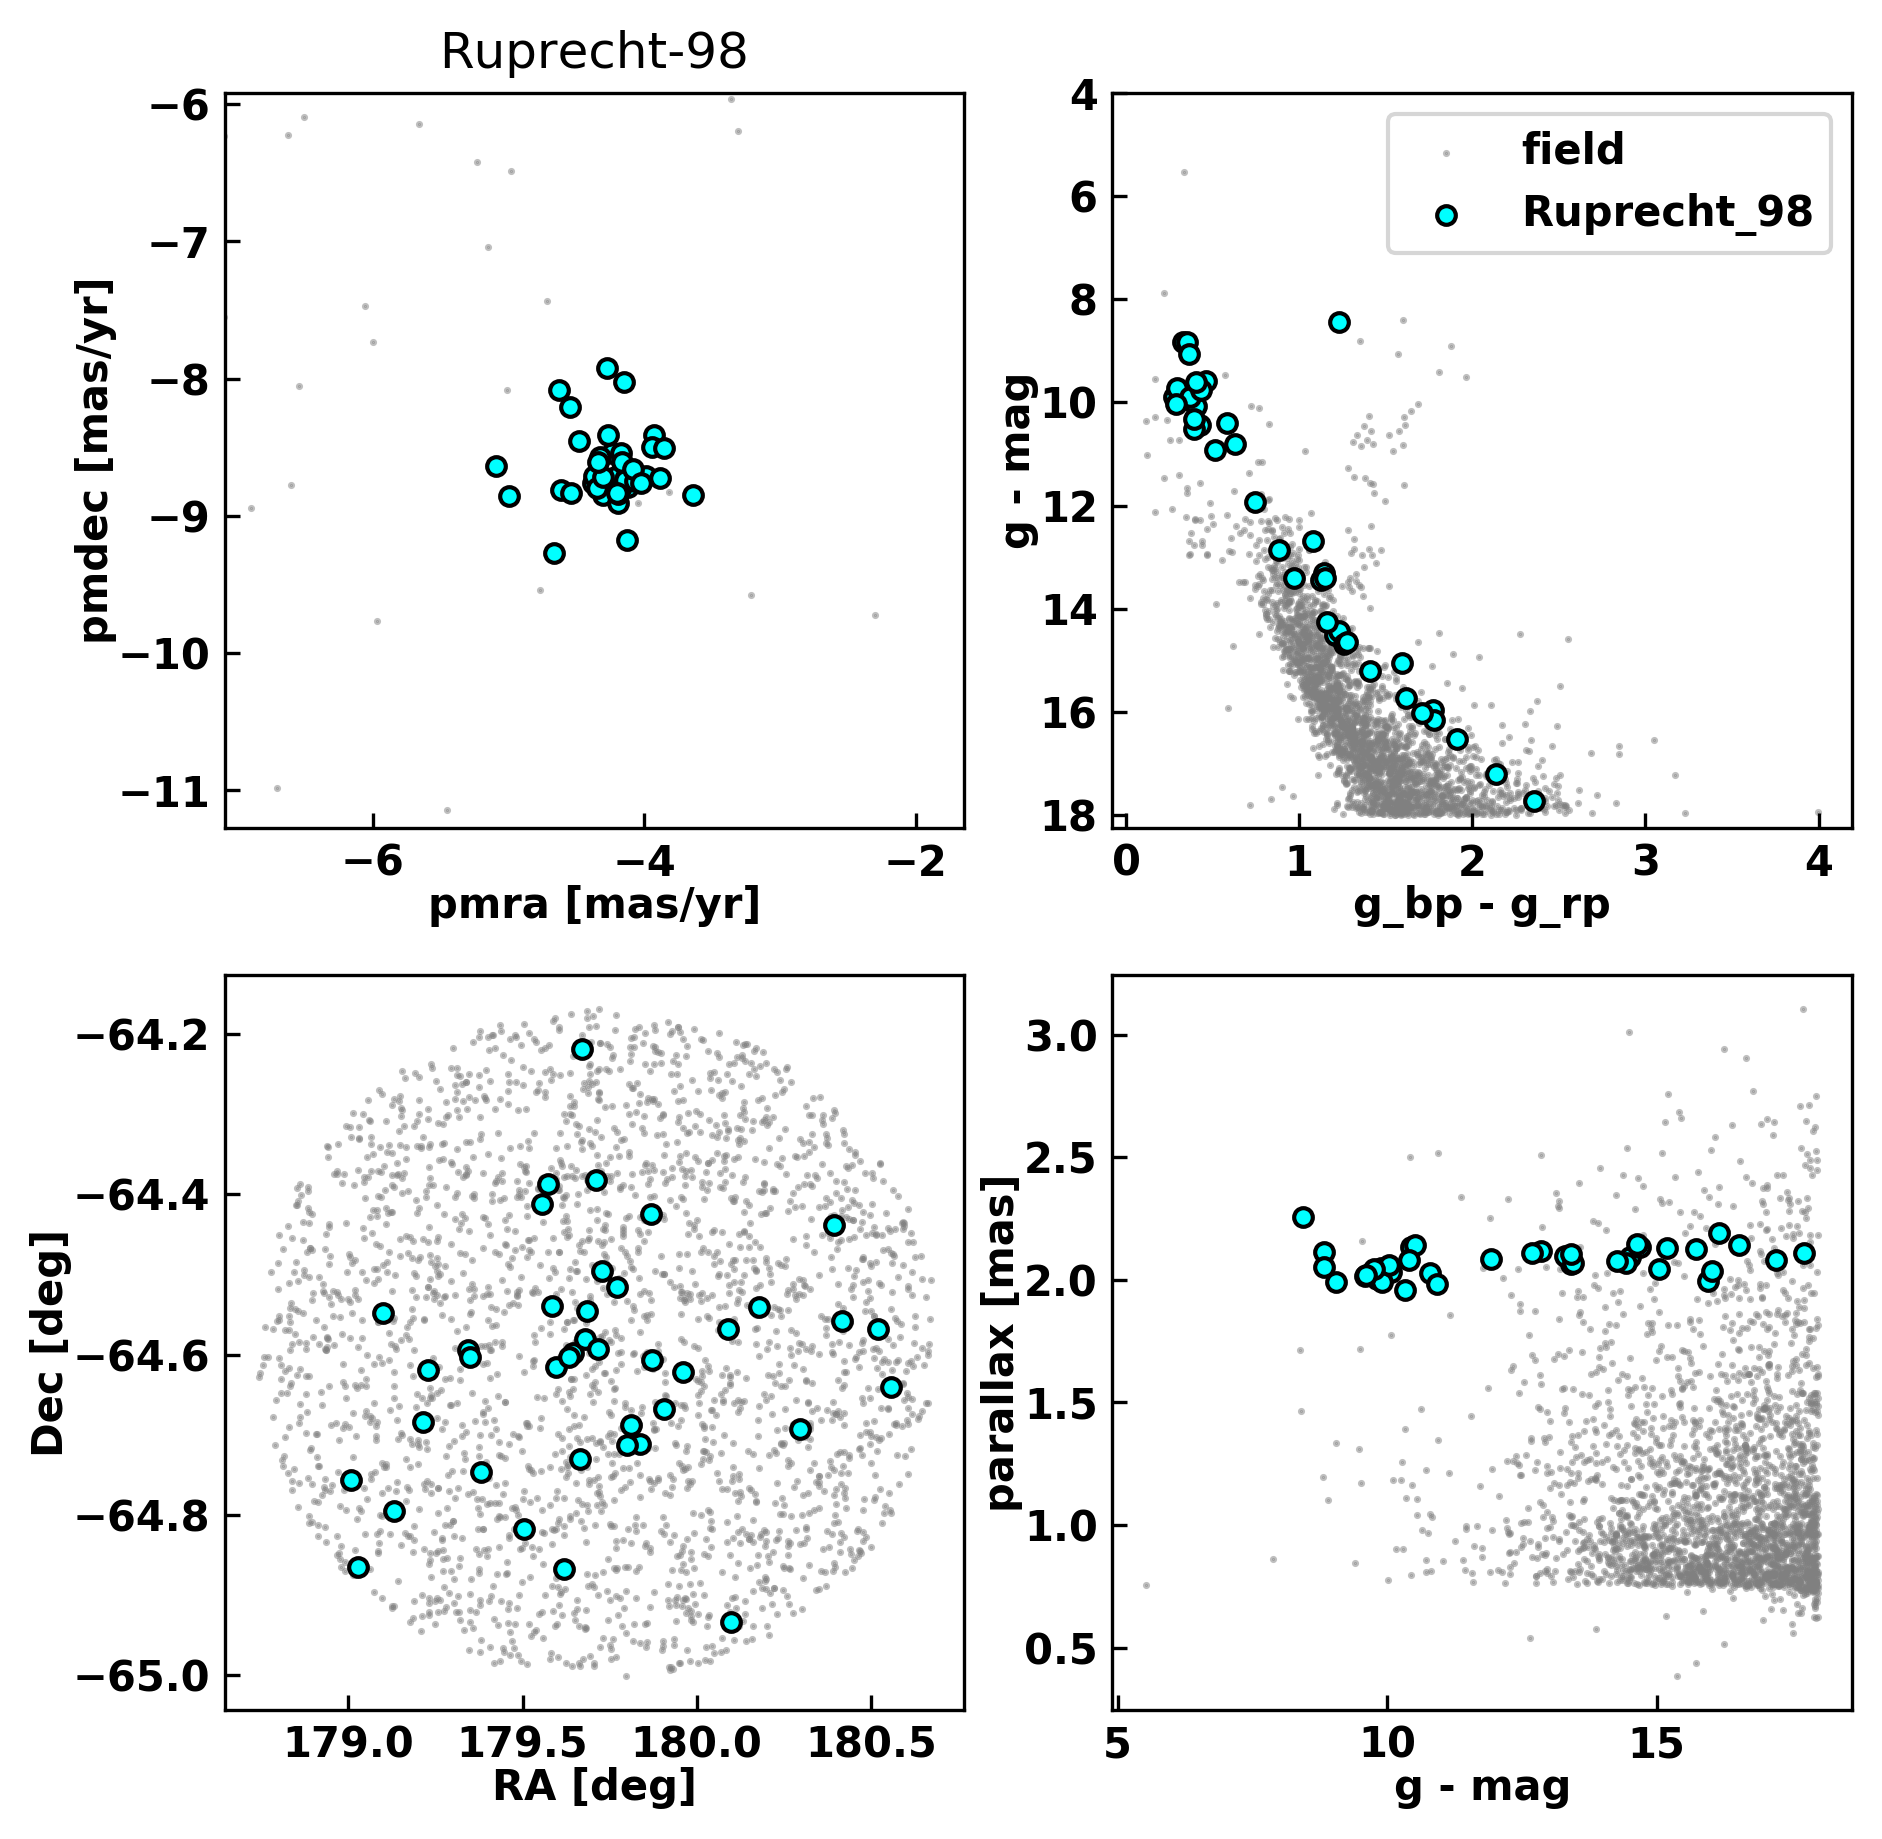 Ruprecht-98
−6
−7
−8
−9
−10
−11
pmdec [mas/yr]
−6 −4 −2
pmra [mas/yr]
4
6
8
10
12
14
16
18
g - mag
field
Ruprecht_98
0 1 2 3 4
g_bp - g_rp
−64.2
−64.4
−64.6
−64.8
−65.0
Dec [deg]
179.0 179.5 180.0 180.5
RA [deg]
3.0
2.5
2.0
1.5
1.0
0.5
parallax [mas]
5 10 15
g - mag